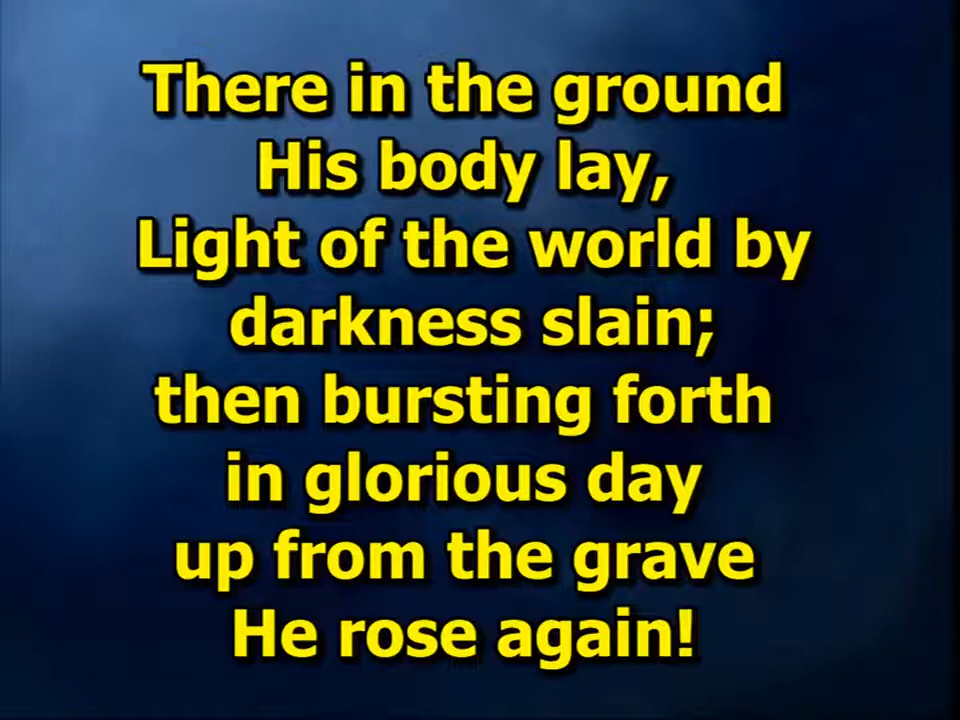 There in the ground
His body lay,
Light of the world by
darkness slain;
then bursting forth
in glorious day
up from the grave
He rose again!